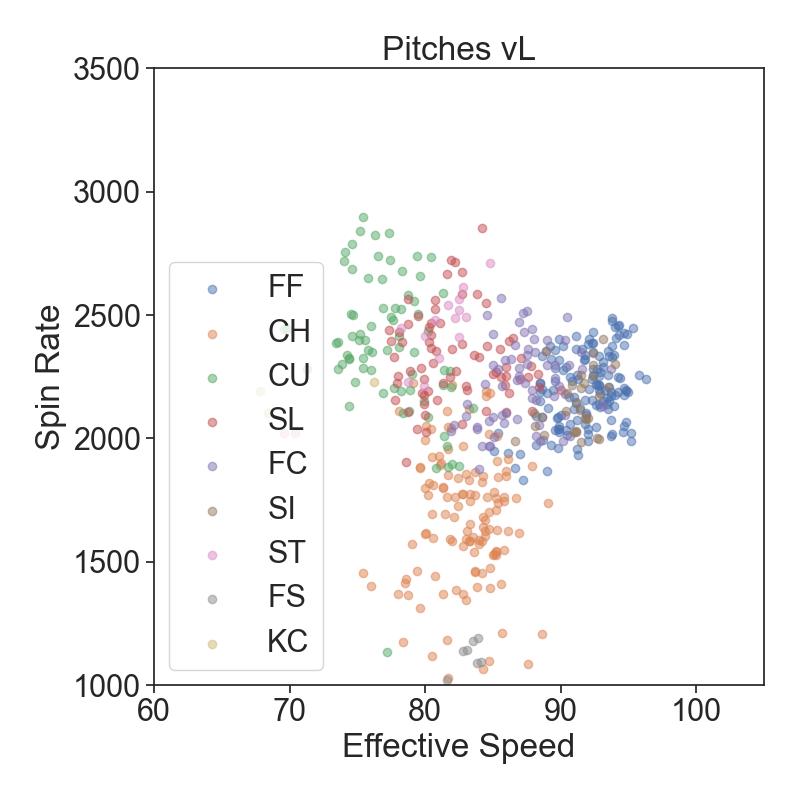 Pitches vL
3500
3000
2500
2000
1500
1000
Spin Rate
FF
CH
CU
SL
FC
SI
ST
FS
KC
60 70 80 90 100
Effective Speed